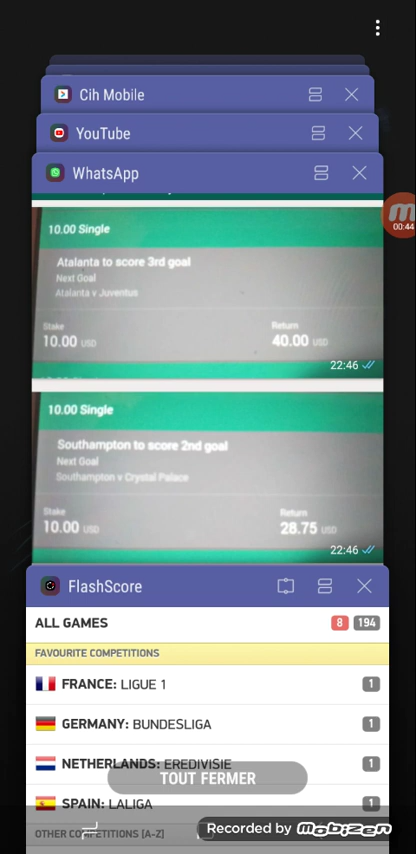 Cih Mobile
YouTube
WhatsApp
10.00 Single
Atalanta to score 3rd goal
Next Goal
Atalanta v Juventus
Stake
Return
10.00 USD
40.00 USD
22:46
00:44
10.00 Single
Southampton to score 2nd goal
Next Goal
Southampton v Crystal Palace
Stake
Return
10.00 USD
28.75 USD
22:46
FlashScore
ALL GAMES 8 194
FAVOURITE COMPETITIONS
FRANCE: LIGUE 1 1
GERMANY: BUNDESLIGA 1
NETHERLANDS: EREDIVISIE 1
TOUT FERMER
SPAIN: LALIGA 1
OTHER COMPETITIONS [A-Z]
Recorded by Mobizen